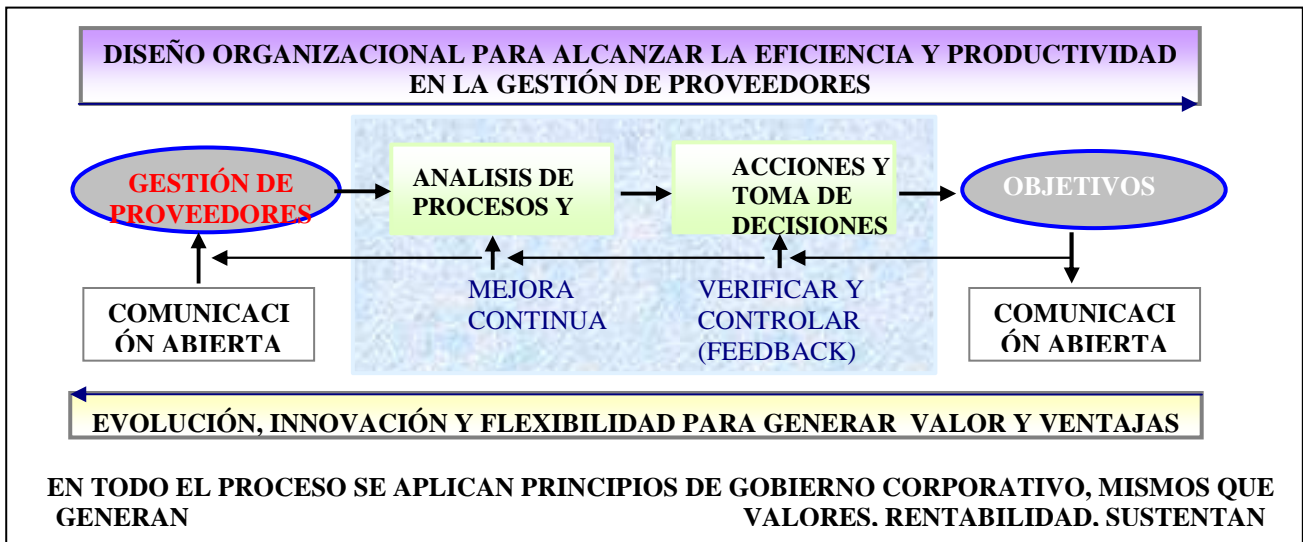 DISEÑO ORGANIZACIONAL PARA ALCANZAR LA EFICIENCIA Y PRODUCTIVIDAD
EN LA GESTIÓN DE PROVEEDORES
GESTIÓN DE
PROVEEDORES
ANALISIS DE
PROCESOS Y
ACCIONES Y
TOMA DE
DECISIONES
OBJETIVOS
COMUNICACI
ÓN ABIERTA
MEJORA
CONTINUA
VERIFICAR Y
CONTROLAR
(FEEDBACK)
COMUNICACI
ÓN ABIERTA
EVOLUCIÓN, INNOVACIÓN Y FLEXIBILIDAD PARA GENERAR VALOR Y VENTAJAS
EN TODO EL PROCESO SE APLICAN PRINCIPIOS DE GOBIERNO CORPORATIVO, MISMOS QUE
GENERAN VALORES, RENTABILIDAD, SUSTENTAN